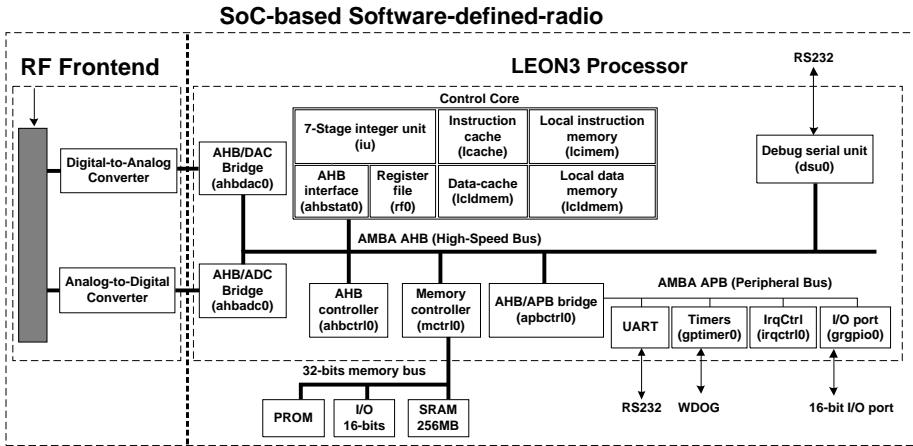 SoC-based Software-defined-radio
RF Frontend
LEON3 Processor
RS232
Control Core
7-Stage integer unit
(iu)
Instruction
cache
(Icache)
Local instruction
memory
(lcimem)
AHB
interface
(ahbstat0)
Register
file
(rf0)
Data-cache
(lcldmem)
Local data
memory
(lcldmem)
Debug serial unit
(dsu0)
Digital-to-Analog
Converter
AHB/DAC
Bridge
(ahbdac0)
AMBA AHB (High-Speed Bus)
Analog-to-Digital
Converter
AHB/ADC
Bridge
(ahbadc0)
AHB
controller
(ahbctrl0)
Memory
controller
(mctrl0)
AHB/APB bridge
(apbctrl0)
AMBA APB (Peripheral Bus)
UART
Timers
(gptimer0)
IrqCtrl
(irqctrl0)
I/O port
(grgpio0)
32-bits memory bus
PROM
I/O
16-bits
SRAM
256MB
RS232
WDOG
16-bit I/O port